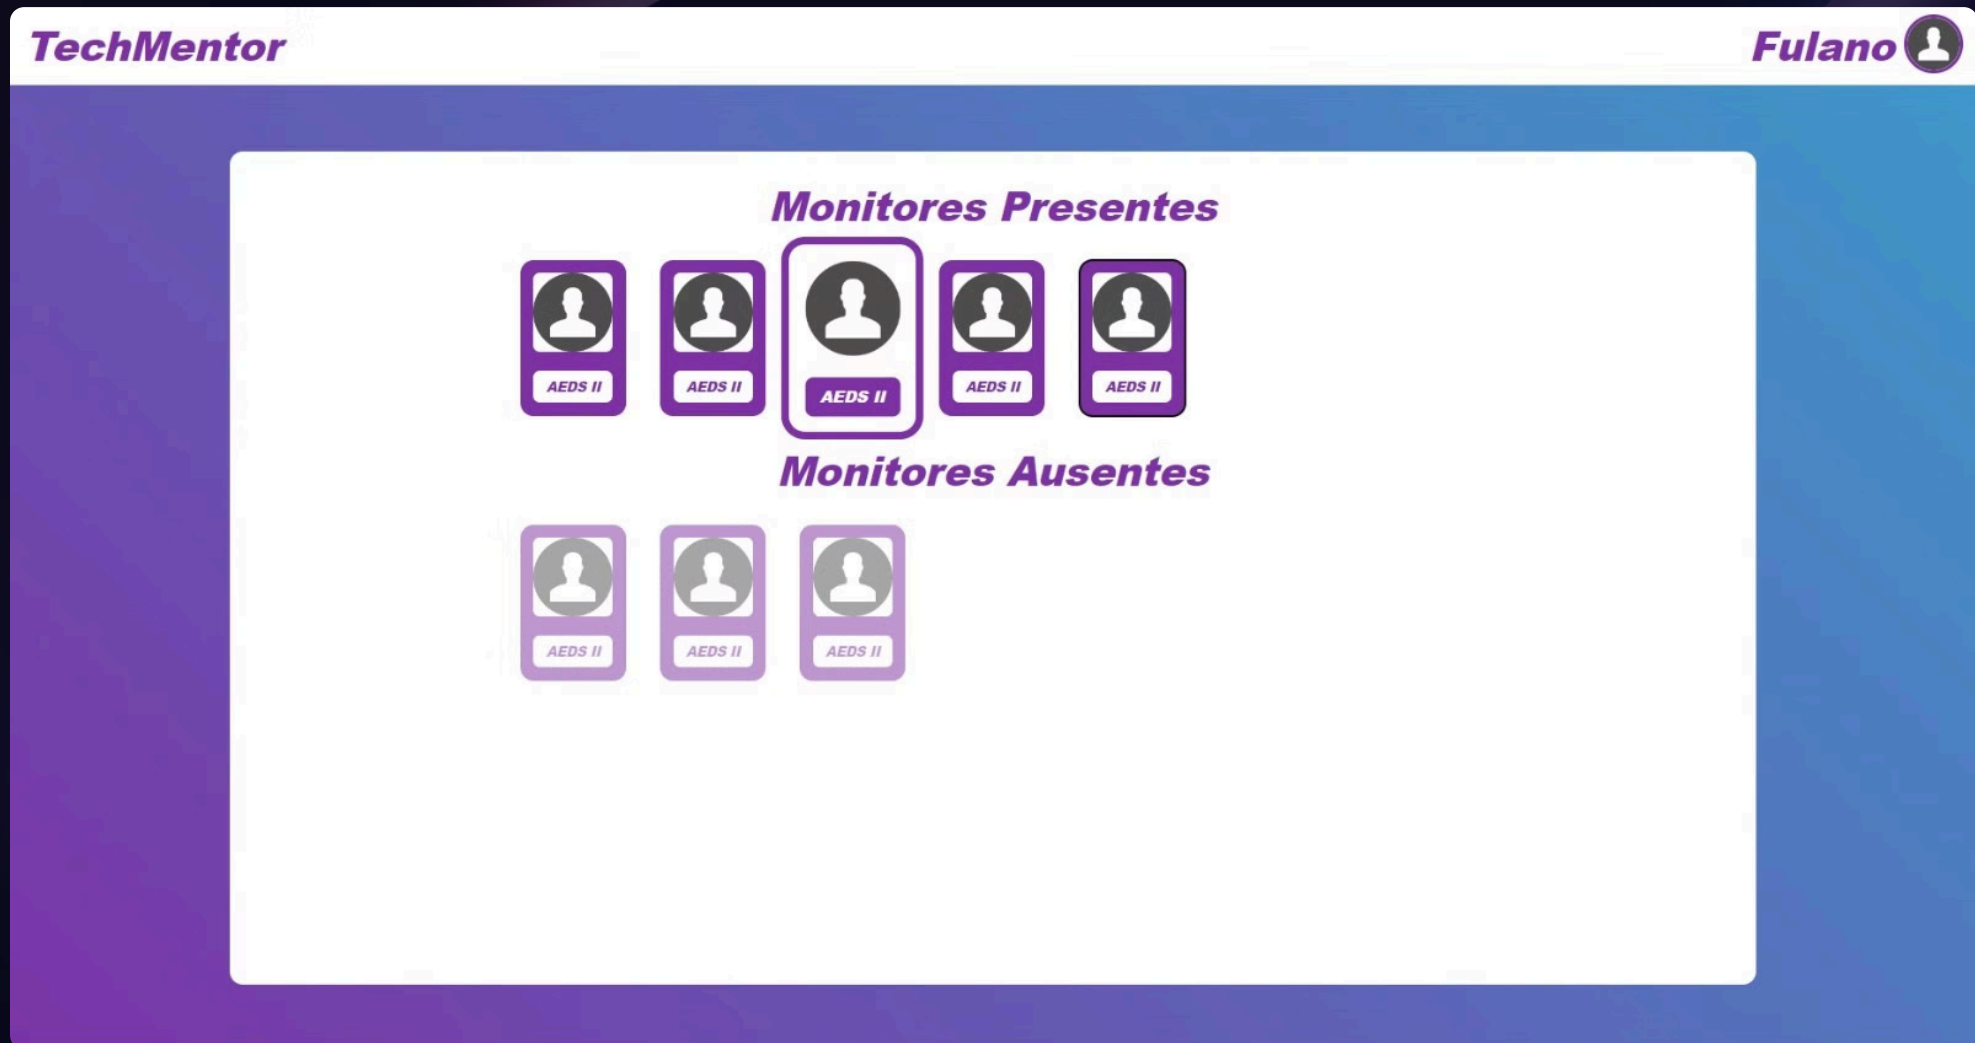 TechMentor
Fulano
Monitores Presentes
AEDS II
AEDS II
AEDS II
AEDS II
AEDS II
Monitores Ausentes
AEDS II
AEDS II
AEDS II